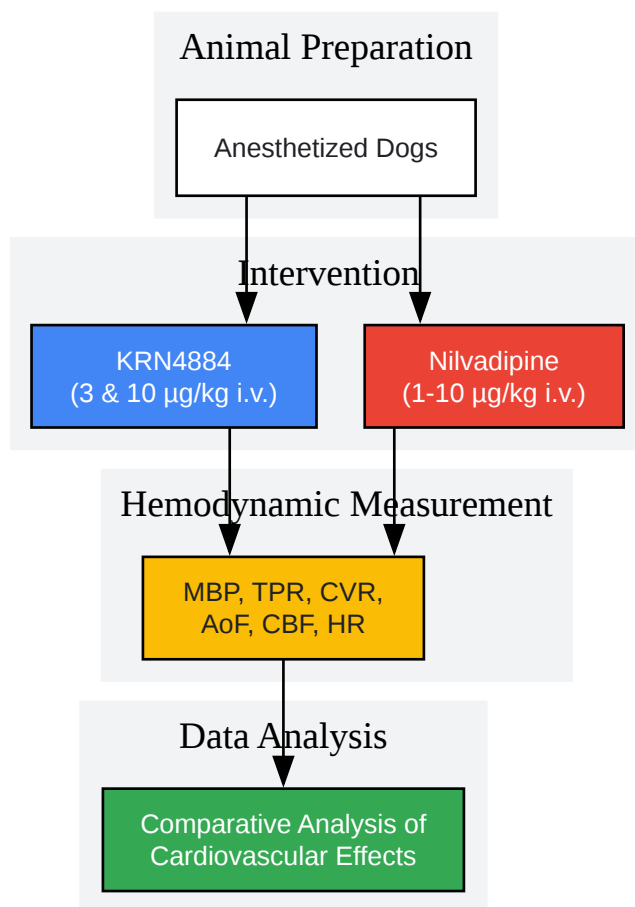 Animal Preparation
Anesthetized Dogs
Intervention
KRN4884
(3 & 10 µg/kg i.v.)
Nilvadipine
(1-10 µg/kg i.v.)
Hemodynamic Measurement
MBP, TPR, CVR,
AoF, CBF, HR
Data Analysis
Comparative Analysis of
Cardiovascular Effects